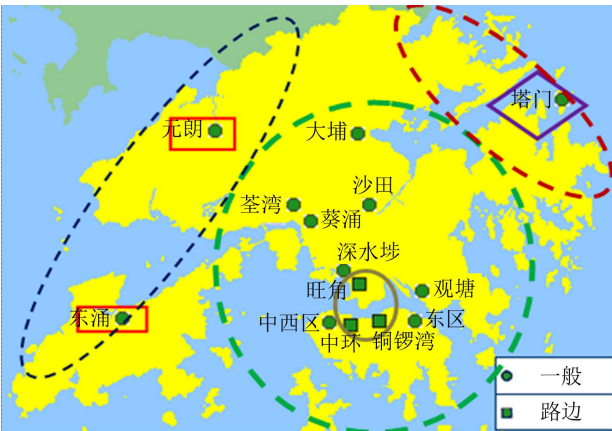 塔门
元朗
大埔
荃湾
沙田
葵涌
深水埗
旺角
观塘
东涌
中西区
中环
铜锣湾
东区
一般
路边